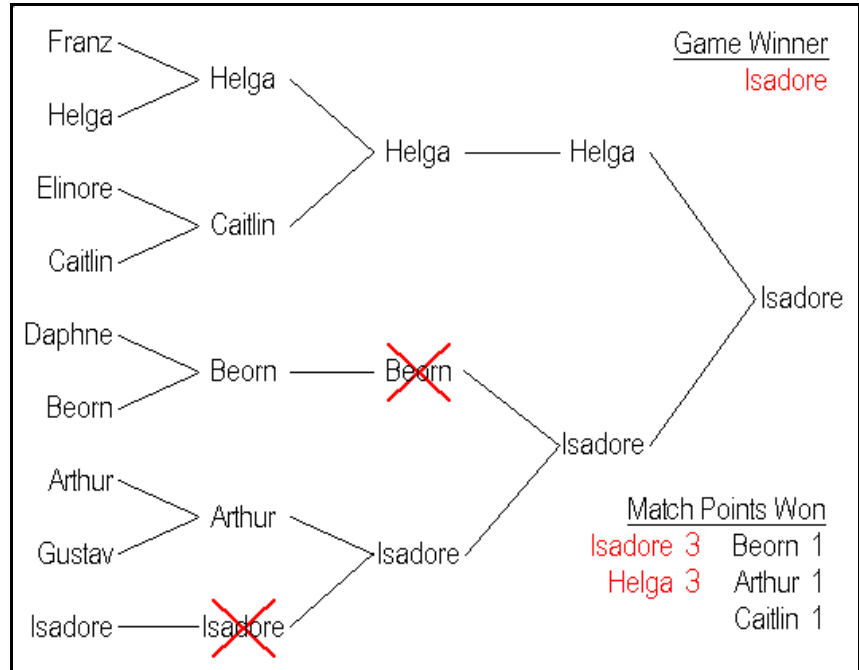 Franz
Helga
Elinore
Caitlin
Daphne
Beorn
Arthur
Gustav
Isadore
Helga
Caitlin
Beorn
Arthur
Isadore
Helga
Beorn
Isadore
Helga
Isadore
Isadore
Game Winner
Isadore
Match Points Won
Isadore 3 Beorn 1
Helga 3 Arthur 1
Caitlin 1